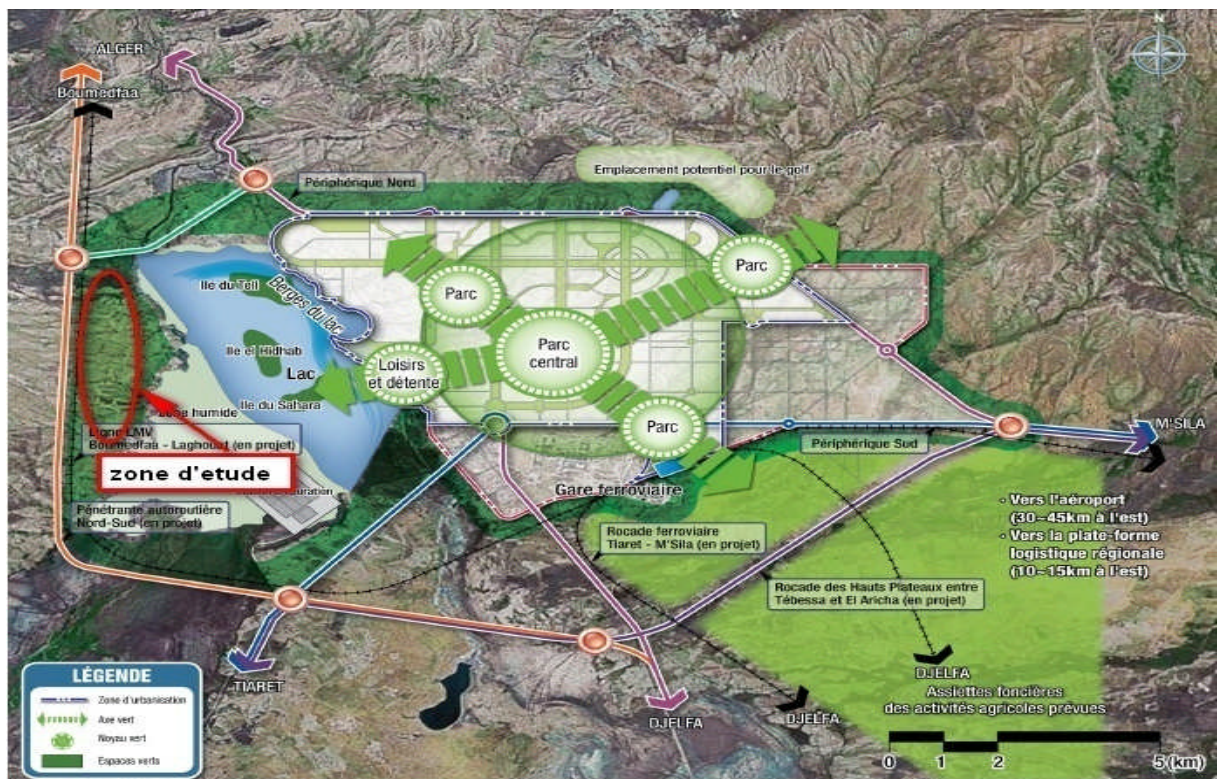 N
ALGER
Boumedfaa
Emplacement potentiel pour le golf
Périphérique Nord
Parc
Ile du Tell
Berges du lac
Parc
Ile el Hidhab
Parc
central
Loisirs
et détente
Lac
Ile du Sahara
humide
Parc
M'SILA
Ligne LMV
Boumedfaa - Laghouat (en projet)
Périphérique Sud
zone d'etude
Gare ferroviaire
Pénétrante autoroutière
Nord-Sud (en projet)
- Vers l'aéroport
(30~45km à l'est)
- Vers la plate-forme
logistique régionale
(10~15km à l'est)
Rocade ferroviaire
Tiaret - M'Sila (en projet)
Rocade des Hauts Plateaux entre
Tébessa et El Aricha (en projet)
TIARET
DJELFA
DJELFA
DJELFA
Assiettes foncières
des activités agricoles prévues
LÉGENDE
Zone d'urbanisation
Axe vert
Noyau vert
Espaces verts
0 1 2 5 (km)